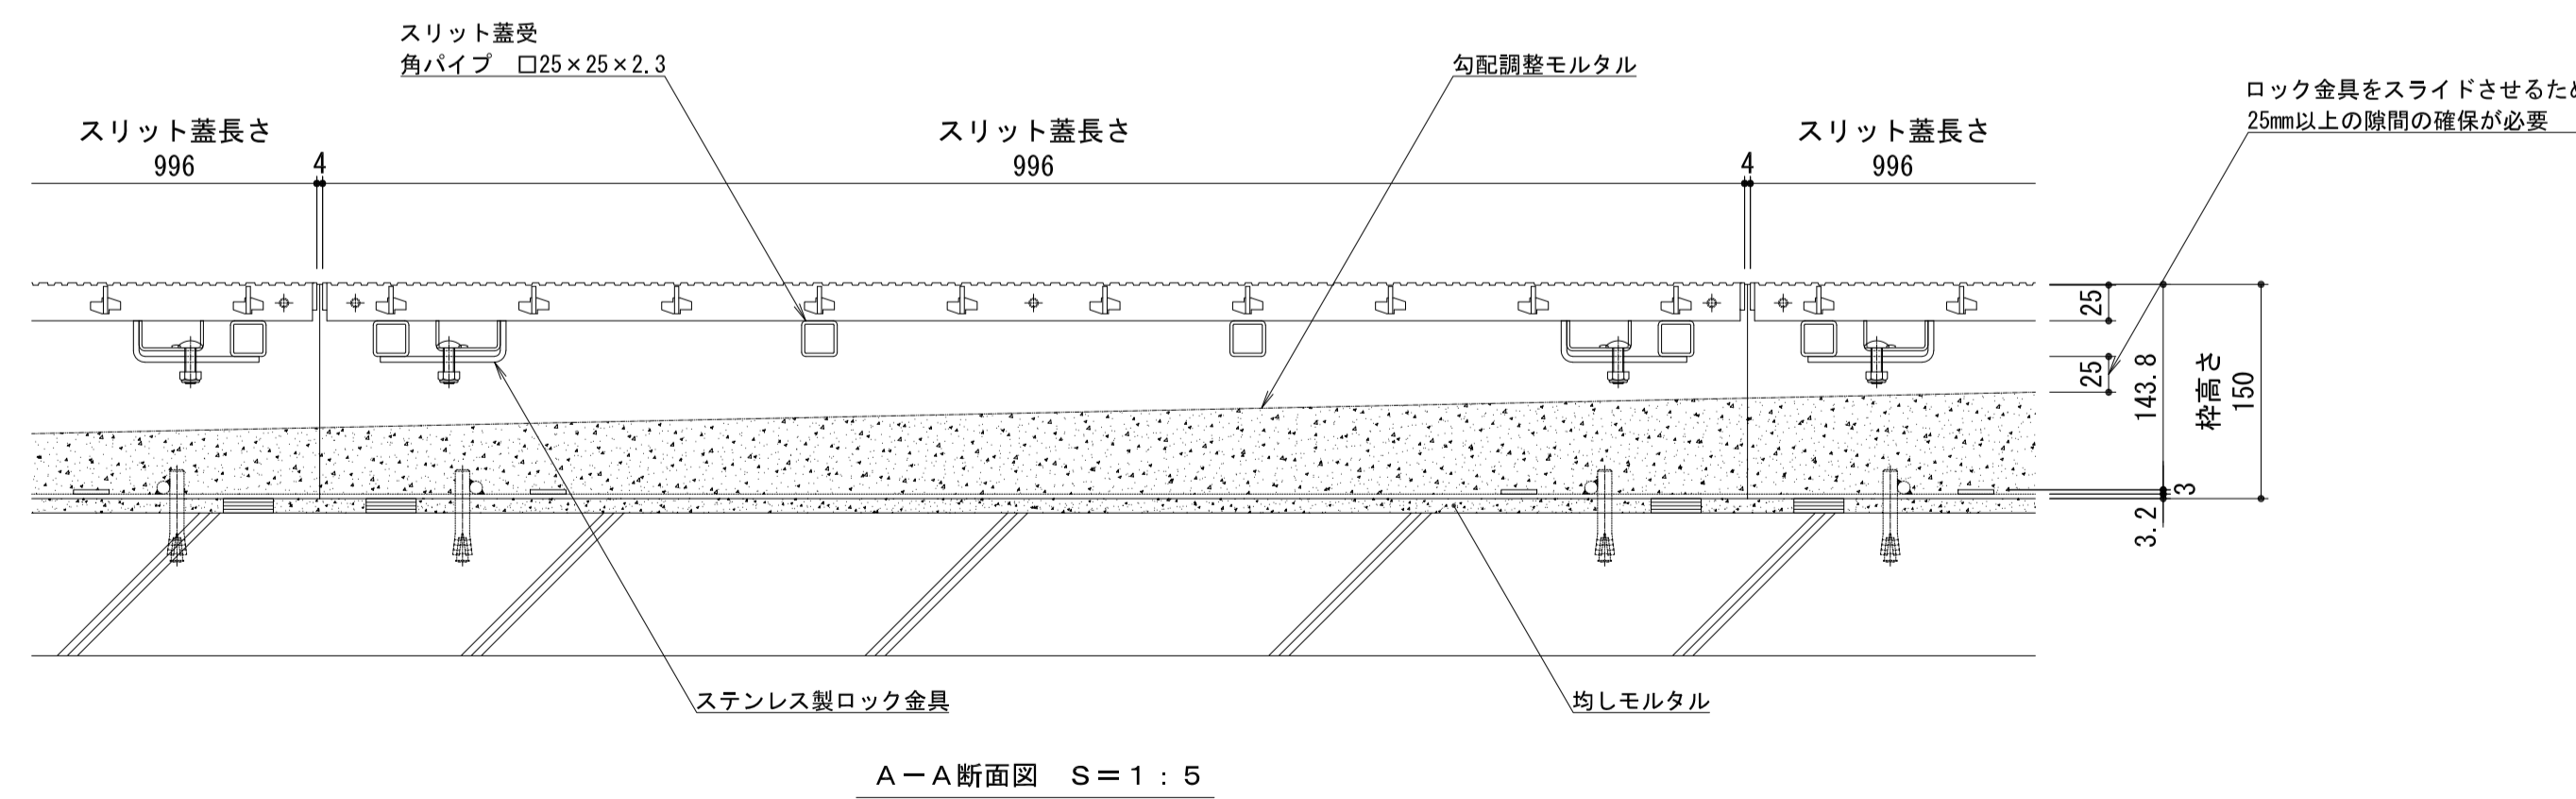 スリット蓋受
角パイプ　□25×25×2.3
勾配調整モルタル
ロック金具をスライドさせるため
25mm以上の隙間の確保が必要
スリット蓋長さ
996
4
スリット蓋長さ
996
4
スリット蓋長さ
996
25
25
143.8
枠高さ
150
3
3.2
ステンレス製ロック金具
均しモルタル
A－A断面図　S＝1：5